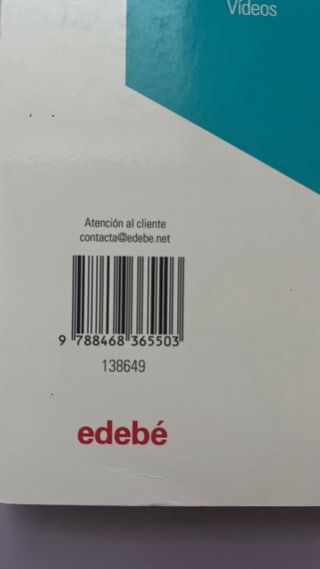 Vídeos
Atención al cliente
contacta@edebe.net
9 788468 365503
138649
edebé